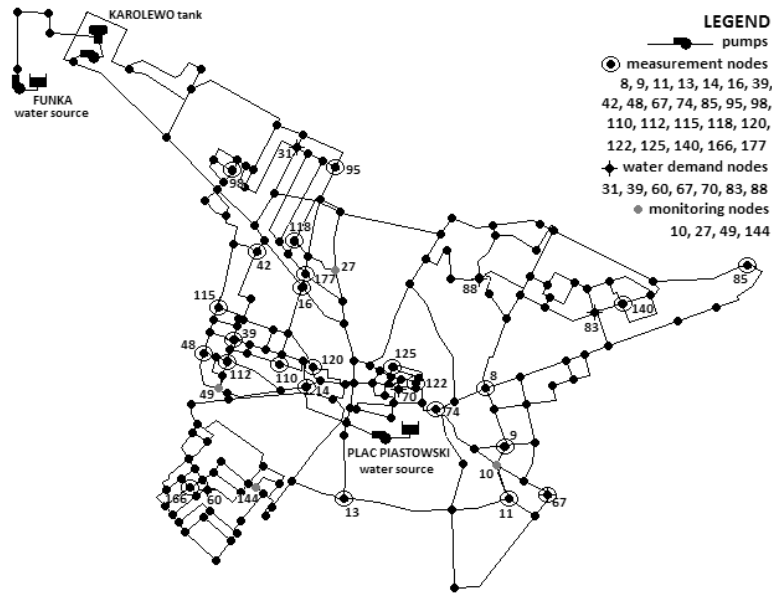 KAROLEWO tank
FUNKA
water source
LEGEND
pumps
measurement nodes
8, 9, 11, 13, 14, 16, 39,
42, 48, 67, 74, 85, 95, 98,
110, 112, 115, 118, 120,
122, 125, 140, 166, 177
water demand nodes
31, 39, 60, 67, 70, 83, 88
monitoring nodes
10, 27, 49, 144
31
95
98
118
42
27
177
16
85
88
140
83
115
39
48
112
110
120
14
49
125
122
70
74
8
PLAC PIASTOWSKI
water source
9
10
166
60
144
13
11
67